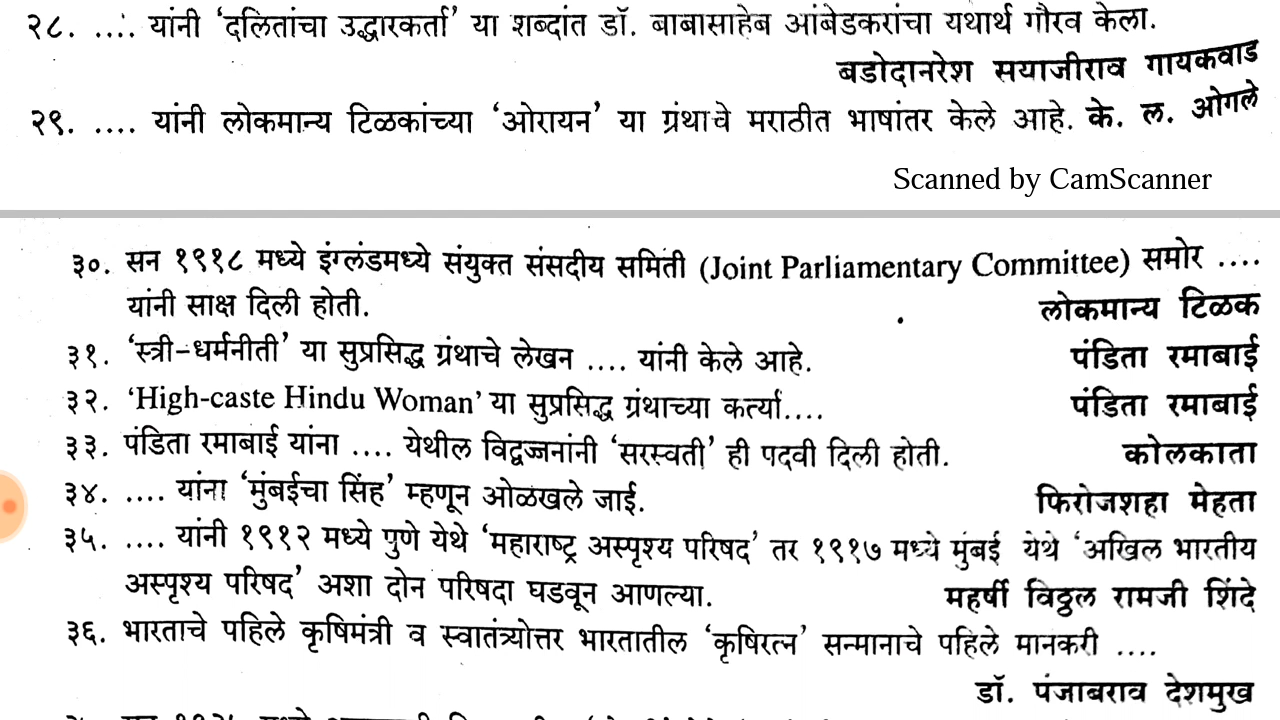 २८. .... यांनी ‘दलितांचा उद्धारकर्ता’ या शब्दांत डॉ. बाबासाहेब आंबेडकरांचा यथार्थ गौरव केला.
बडोदानरेश सयाजीराव गायकवाड
२९. .... यांनी लोकमान्य टिळकांच्या ‘ओरायन’ या ग्रंथाचे मराठीत भाषांतर केले आहे. के. ल. ओगले
Scanned by CamScanner
३०. सन १९१८ मध्ये इंग्लंडमध्ये संयुक्त संसदीय समिती (Joint Parliamentary Committee) समोर ....
यांनी साक्ष दिली होती. लोकमान्य टिळक
३१. ‘स्त्री-धर्मनीती’ या सुप्रसिद्ध ग्रंथाचे लेखन .... यांनी केले आहे. पंडिता रमाबाई
३२. ‘High-caste Hindu Woman’ या सुप्रसिद्ध ग्रंथाच्या कर्त्या.... पंडिता रमाबाई
३३. पंडिता रमाबाई यांना .... येथील विद्वज्जनांनी ‘सरस्वती’ ही पदवी दिली होती. कोलकाता
३४. .... यांना ‘मुंबईचा सिंह’ म्हणून ओळखले जाई. फिरोजशहा मेहता
३५. .... यांनी १९१२ मध्ये पुणे येथे ‘महाराष्ट्र अस्पृश्य परिषद’ तर १९१७ मध्ये मुंबई येथे ‘अखिल भारतीय
अस्पृश्य परिषद’ अशा दोन परिषदा घडवून आणल्या. महर्षी विठ्ठल रामजी शिंदे
३६. भारताचे पहिले कृषिमंत्री व स्वातंत्र्योत्तर भारतातील ‘कृषिरत्न’ सन्मानाचे पहिले मानकरी ....
डॉ. पंजाबराव देशमुख